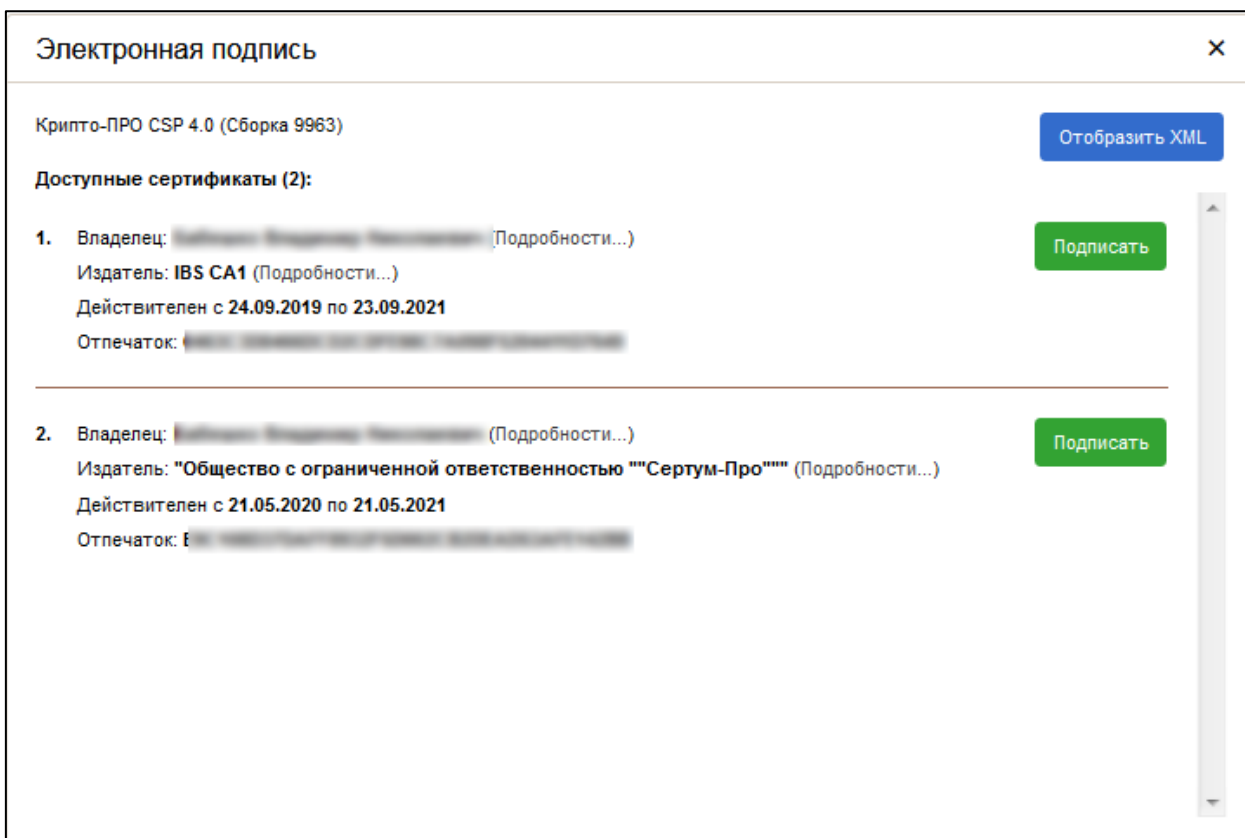 Электронная подпись ×
Крипто-ПРО CSP 4.0 (Сборка 9963)
Отобразить XML
Доступные сертификаты (2):
1. Владелец: (Подробности...)
Подписать
Издатель: IBS CA1 (Подробности...)
Действителен с 24.09.2019 по 23.09.2021
Отпечаток:
2. Владелец: (Подробности...)
Подписать
Издатель: "Общество с ограниченной ответственностью ""Сертум-Про""" (Подробности...)
Действителен с 21.05.2020 по 21.05.2021
Отпечаток: